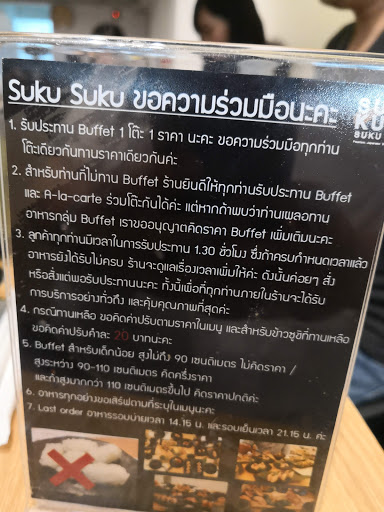 Suku Suku ขอความร่วมมือนะคะ
SU
KU
SUKU
1. รับประทาน Buffet 1 โต๊ะ 1 ราคา นะคะ ขอความร่วมมือทุกท่าน
โต๊ะเดียวกันทานราคาเดียวกันค่ะ
2. สำหรับท่านที่ไม่ทาน Buffet ร้านยินดีให้ทุกท่านรับประทาน Buffet
และ A-la-carte ร่วมโต๊ะกันได้ค่ะ แต่หากถ้าพบว่าท่านเผลอทาน
อาหารกลุ่ม Buffet เราขออนุญาตคิดราคา Buffet เพิ่มเติมนะคะ
3. ลูกค้าทุกท่านมีเวลาในการรับประทาน 1.30 ชั่วโมง ซึ่งถ้าครบกำหนดเวลาแล้ว
อาหารยังได้รับไม่ครบ ร้านจะดูแลเรื่องเวลาเพิ่มให้ค่ะ ดังนั้นค่อยๆ สั่ง
หรือสั่งแต่พอรับประทานนะคะ ทั้งนี้เพื่อที่ทุกท่านภายในร้านจะได้รับ
การบริการอย่างทั่วถึง และคุ้มคุณภาพที่สุดค่ะ
4. กรณีทานเหลือ ขอคิดค่าปรับตามราคาในเมนู และสำหรับข้าวซูชิที่ทานเหลือ
ขอคิดค่าปรับคำละ 20 บาทนะคะ
5. Buffet สำหรับเด็กน้อย สูงไม่ถึง 90 เซนติเมตร ไม่คิดราคา /
สูงระหว่าง 90-110 เซนติเมตร คิดครึ่งราคา
และถ้าสูงมากกว่า 110 เซนติเมตรขึ้นไป คิดราคาปกติค่ะ
6. อาหารทุกอย่างขอเสิร์ฟตามที่ระบุในเมนูนะคะ
7. Last order อาหารรอบบ่ายเวลา 14.15 น. และรอบเย็นเวลา 21.15 น. ค่ะ